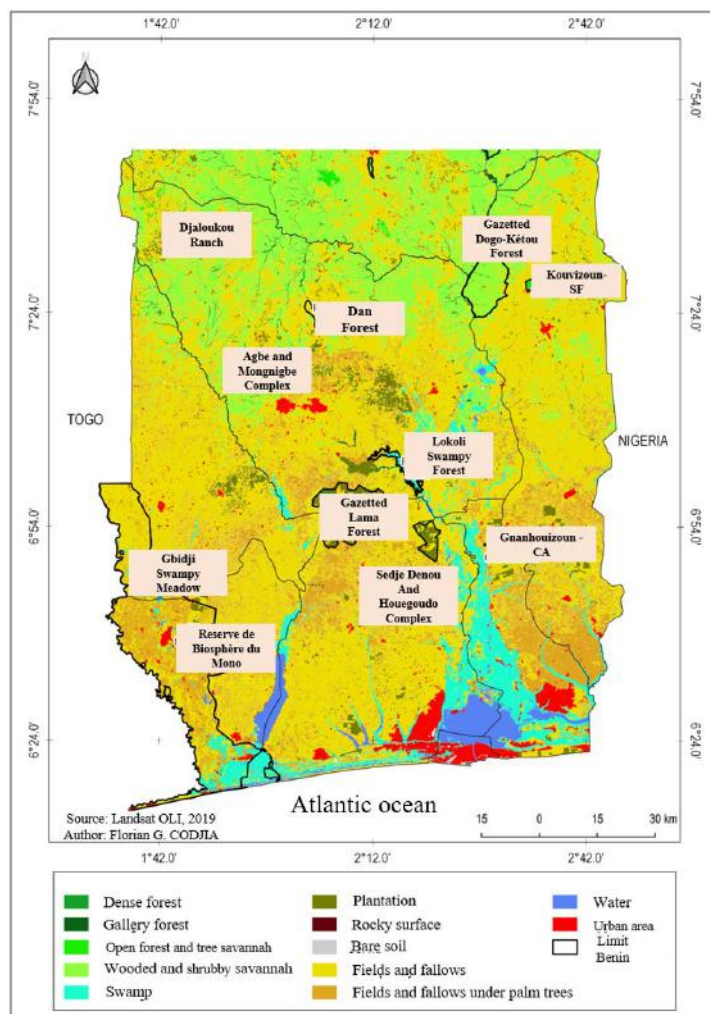 1°42.0'
2°12.0'
2°42.0'
N
7°54.0'
7°54.0'
Djaloukou
Ranch
Gazetted
Dogo-Kétou
Forest
Kouvizoun-
SF
7°24.0'
7°24.0'
Dan
Forest
Agbe and
Mongnigbe
Complex
TOGO
NIGERIA
Lokoli
Swampy
Forest
Gazetted
Lama
Forest
6°54.0'
6°54.0'
Gnanhouizoun -
CA
Gbidji
Swampy
Meadow
Sedje Denou
And
Houegoudo
Complex
Reserve de
Biosphère du
Mono
6°24.0'
6°24.0'
Atlantic ocean
Source: Landsat OLI, 2019
Author: Florian G. CODJIA
15 0 15 30 km
1°42.0'
2°12.0'
2°42.0'
Dense forest
Gallery forest
Open forest and tree savannah
Wooded and shrubby savannah
Swamp
Plantation
Rocky surface
Bare soil
Fields and fallows
Fields and fallows under palm trees
Water
Urban area
Limit
Benin